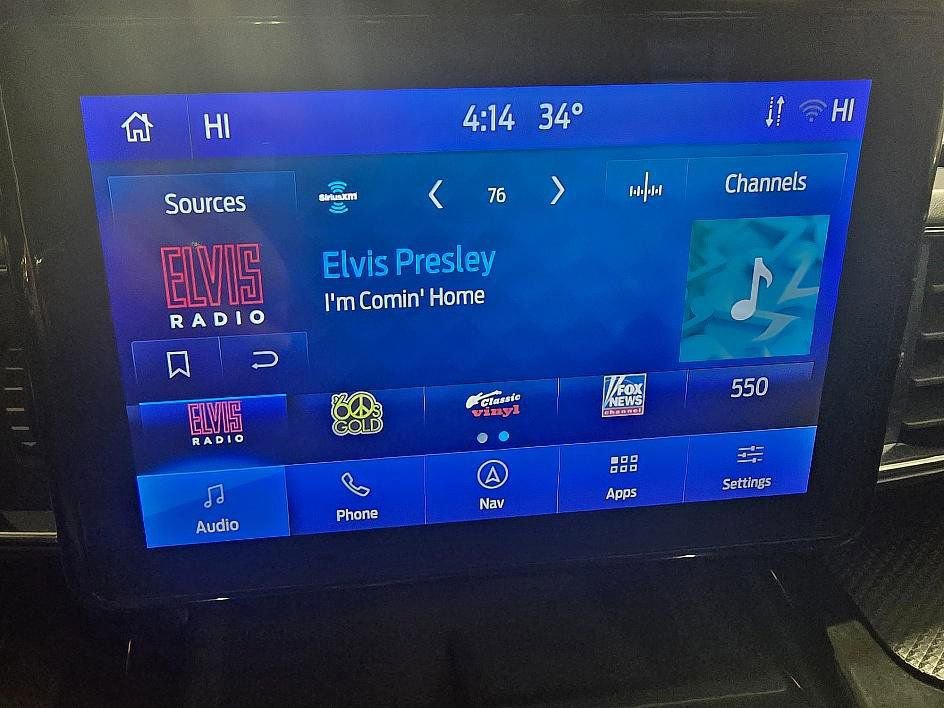 HI
4:14 34°
HI
Sources
SiriusXM
76
Channels
ELVIS
RADIO
Elvis Presley
I'm Comin' Home
ELVIS
RADIO
'60s
GOLD
Classic
vinyl
FOX
NEWS
channel
550
Audio
Phone
Nav
Apps
Settings